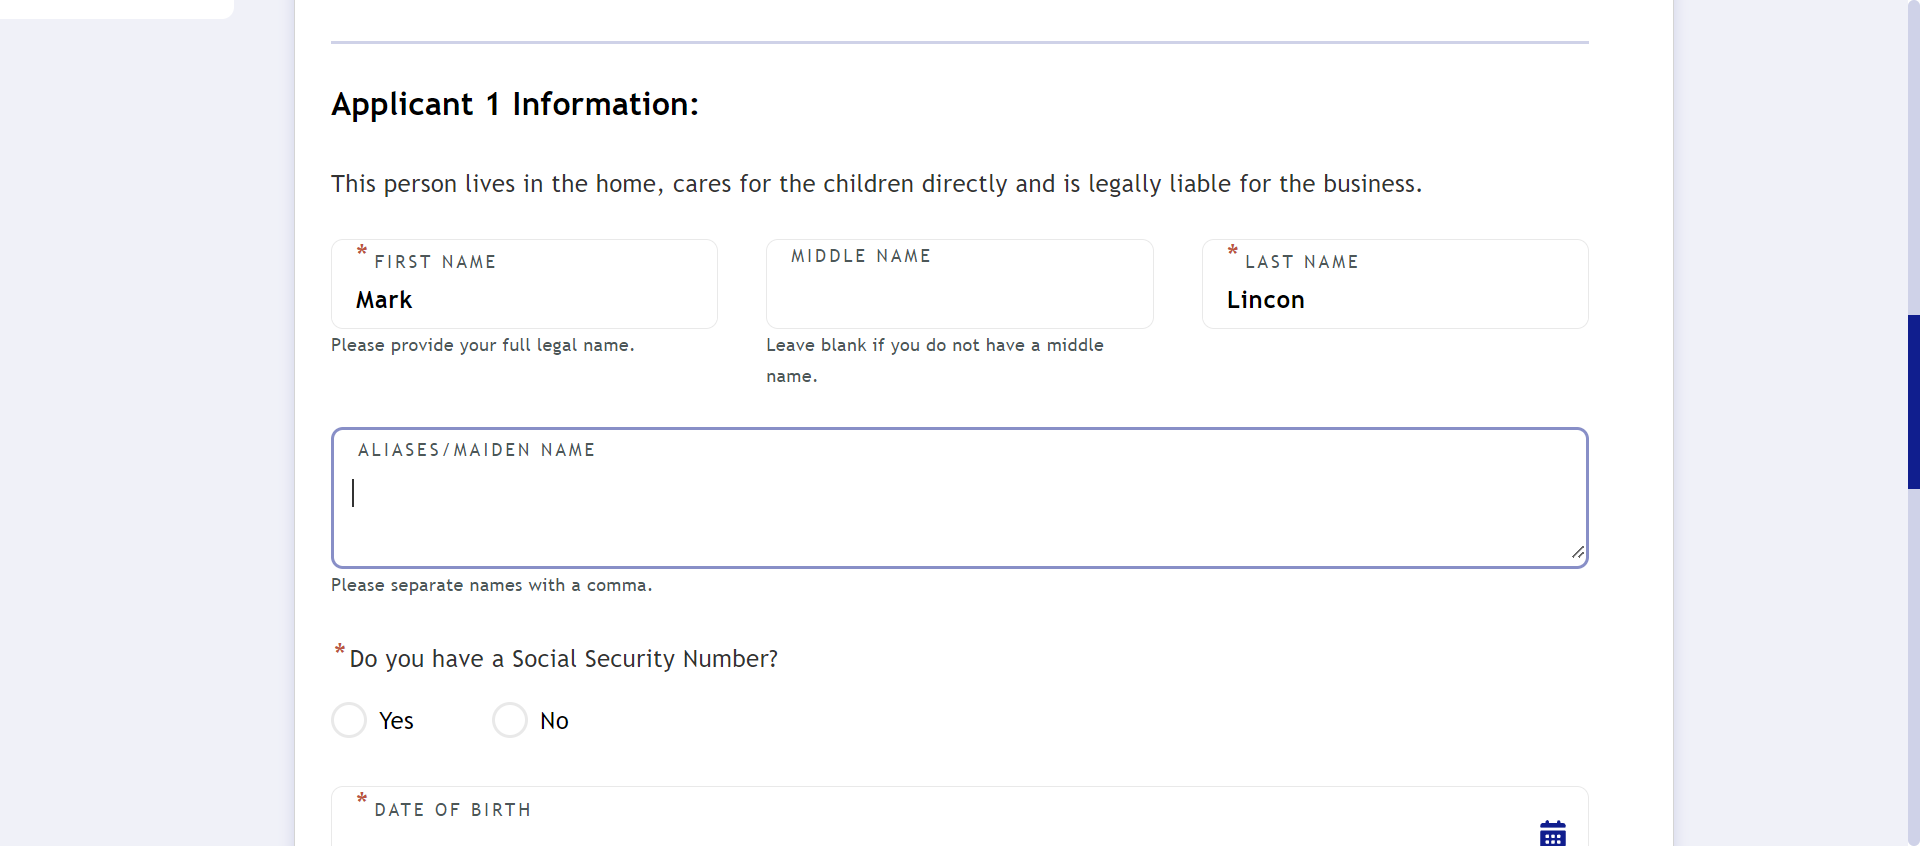 Applicant 1 Information:
This person lives in the home, cares for the children directly and is legally liable for the business.
* FIRST NAME
Mark
Please provide your full legal name.
MIDDLE NAME
Leave blank if you do not have a middle
name.
* LAST NAME
Lincon
ALIASES/MAIDEN NAME
Please separate names with a comma.
* Do you have a Social Security Number?
Yes
No
* DATE OF BIRTH